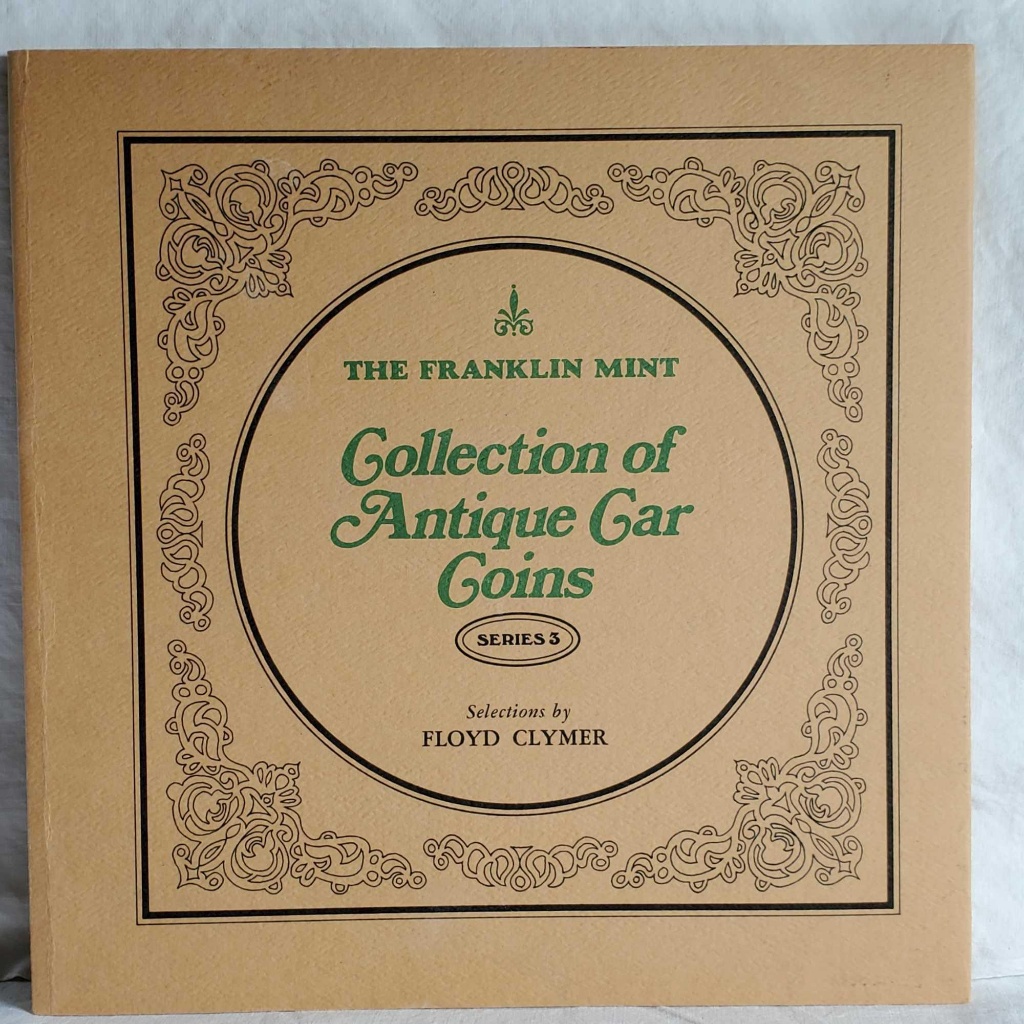 THE FRANKLIN MINT
Collection of
Antique Car
Coins
SERIES 3
Selections by
FLOYD CLYMER